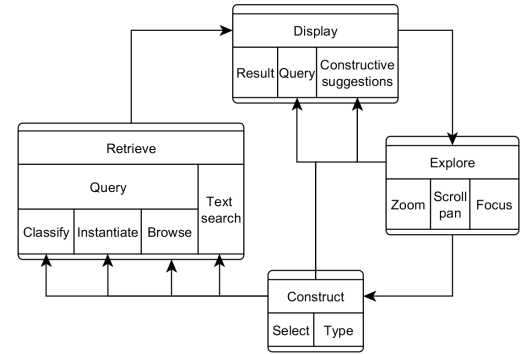 Display
Result Query Constructive
suggestions
Retrieve
Query
Text
search
Classify Instantiate Browse
Explore
Zoom Scroll
pan Focus
Construct
Select Type